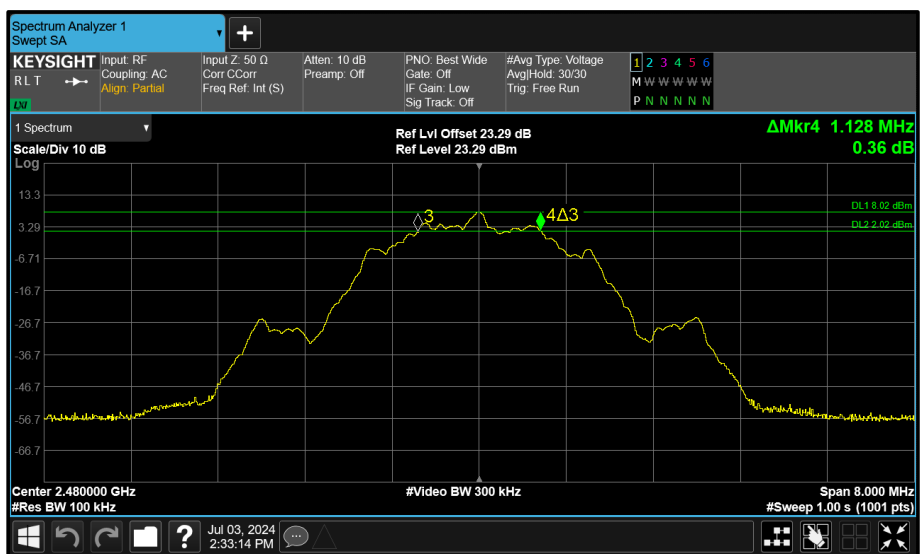 Spectrum Analyzer 1
Swept SA
+
KEYSIGHT
R L T
LXI
Input: RF
Coupling: AC
Align: Partial
Input Z: 50 Ω
Corr CCorr
Freq Ref: Int (S)
Atten: 10 dB
Preamp: Off
PNO: Best Wide
Gate: Off
IF Gain: Low
Sig Track: Off
#Avg Type: Voltage
Avg|Hold: 30/30
Trig: Free Run
1 2 3 4 5 6
M W W W W W
P N N N N N
1 Spectrum
Scale/Div 10 dB
Ref Lvl Offset 23.29 dB
Ref Level 23.29 dBm
ΔMkr4 1.128 MHz
0.36 dB
Log
13.3
3.29
-6.71
-16.7
-26.7
-36.7
-46.7
-56.7
-66.7
3
4Δ3
DL1 8.02 dBm
DL2 2.02 dBm
Center 2.480000 GHz
#Res BW 100 kHz
#Video BW 300 kHz
Span 8.000 MHz
#Sweep 1.00 s (1001 pts)
?
Jul 03, 2024
2:33:14 PM